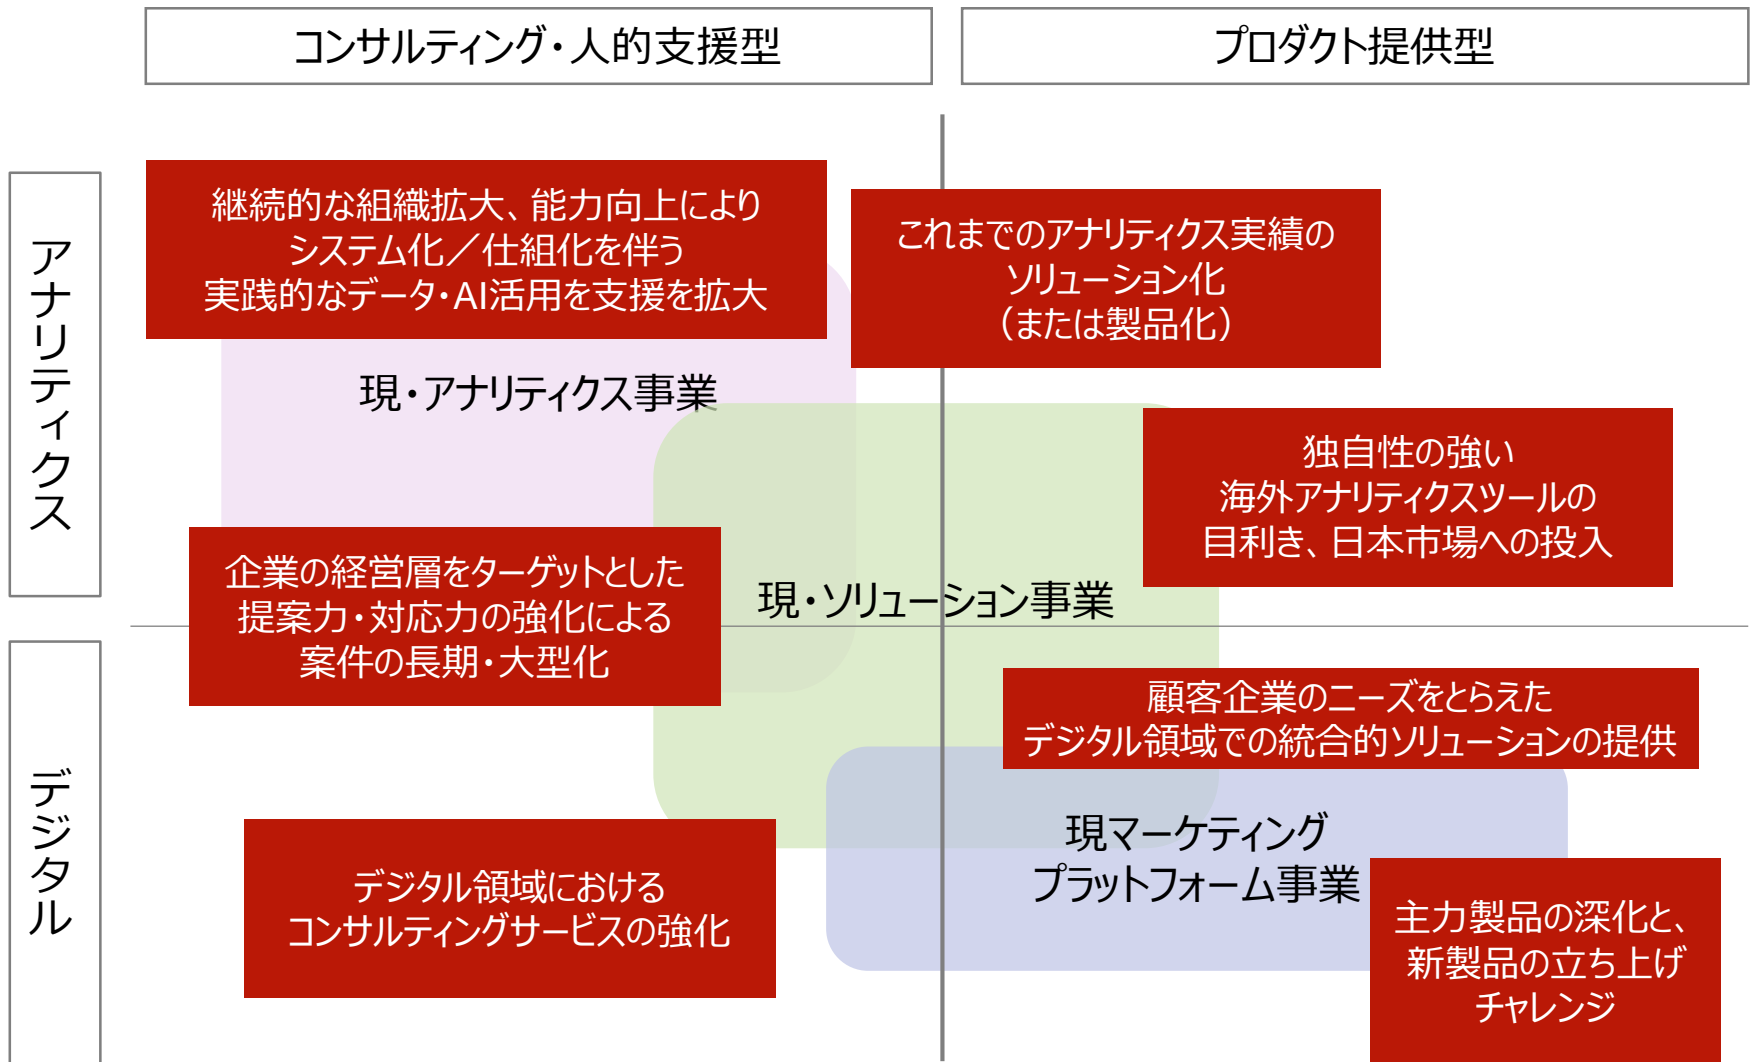 コンサルティング・人的支援型
プロダクト提供型
アナリティクス
継続的な組織拡大、能力向上により
システム化／仕組化を伴う
実践的なデータ・AI活用を支援を拡大
これまでのアナリティクス実績の
ソリューション化
（または製品化）
現・アナリティクス事業
独自性の強い
海外アナリティクスツールの
目利き、日本市場への投入
企業の経営層をターゲットとした
提案力・対応力の強化による
案件の長期・大型化
現・ソリューション事業
デジタル
顧客企業のニーズをとらえた
デジタル領域での統合的ソリューションの提供
現マーケティング
プラットフォーム事業
デジタル領域における
コンサルティングサービスの強化
主力製品の深化と、
新製品の立ち上げ
チャレンジ